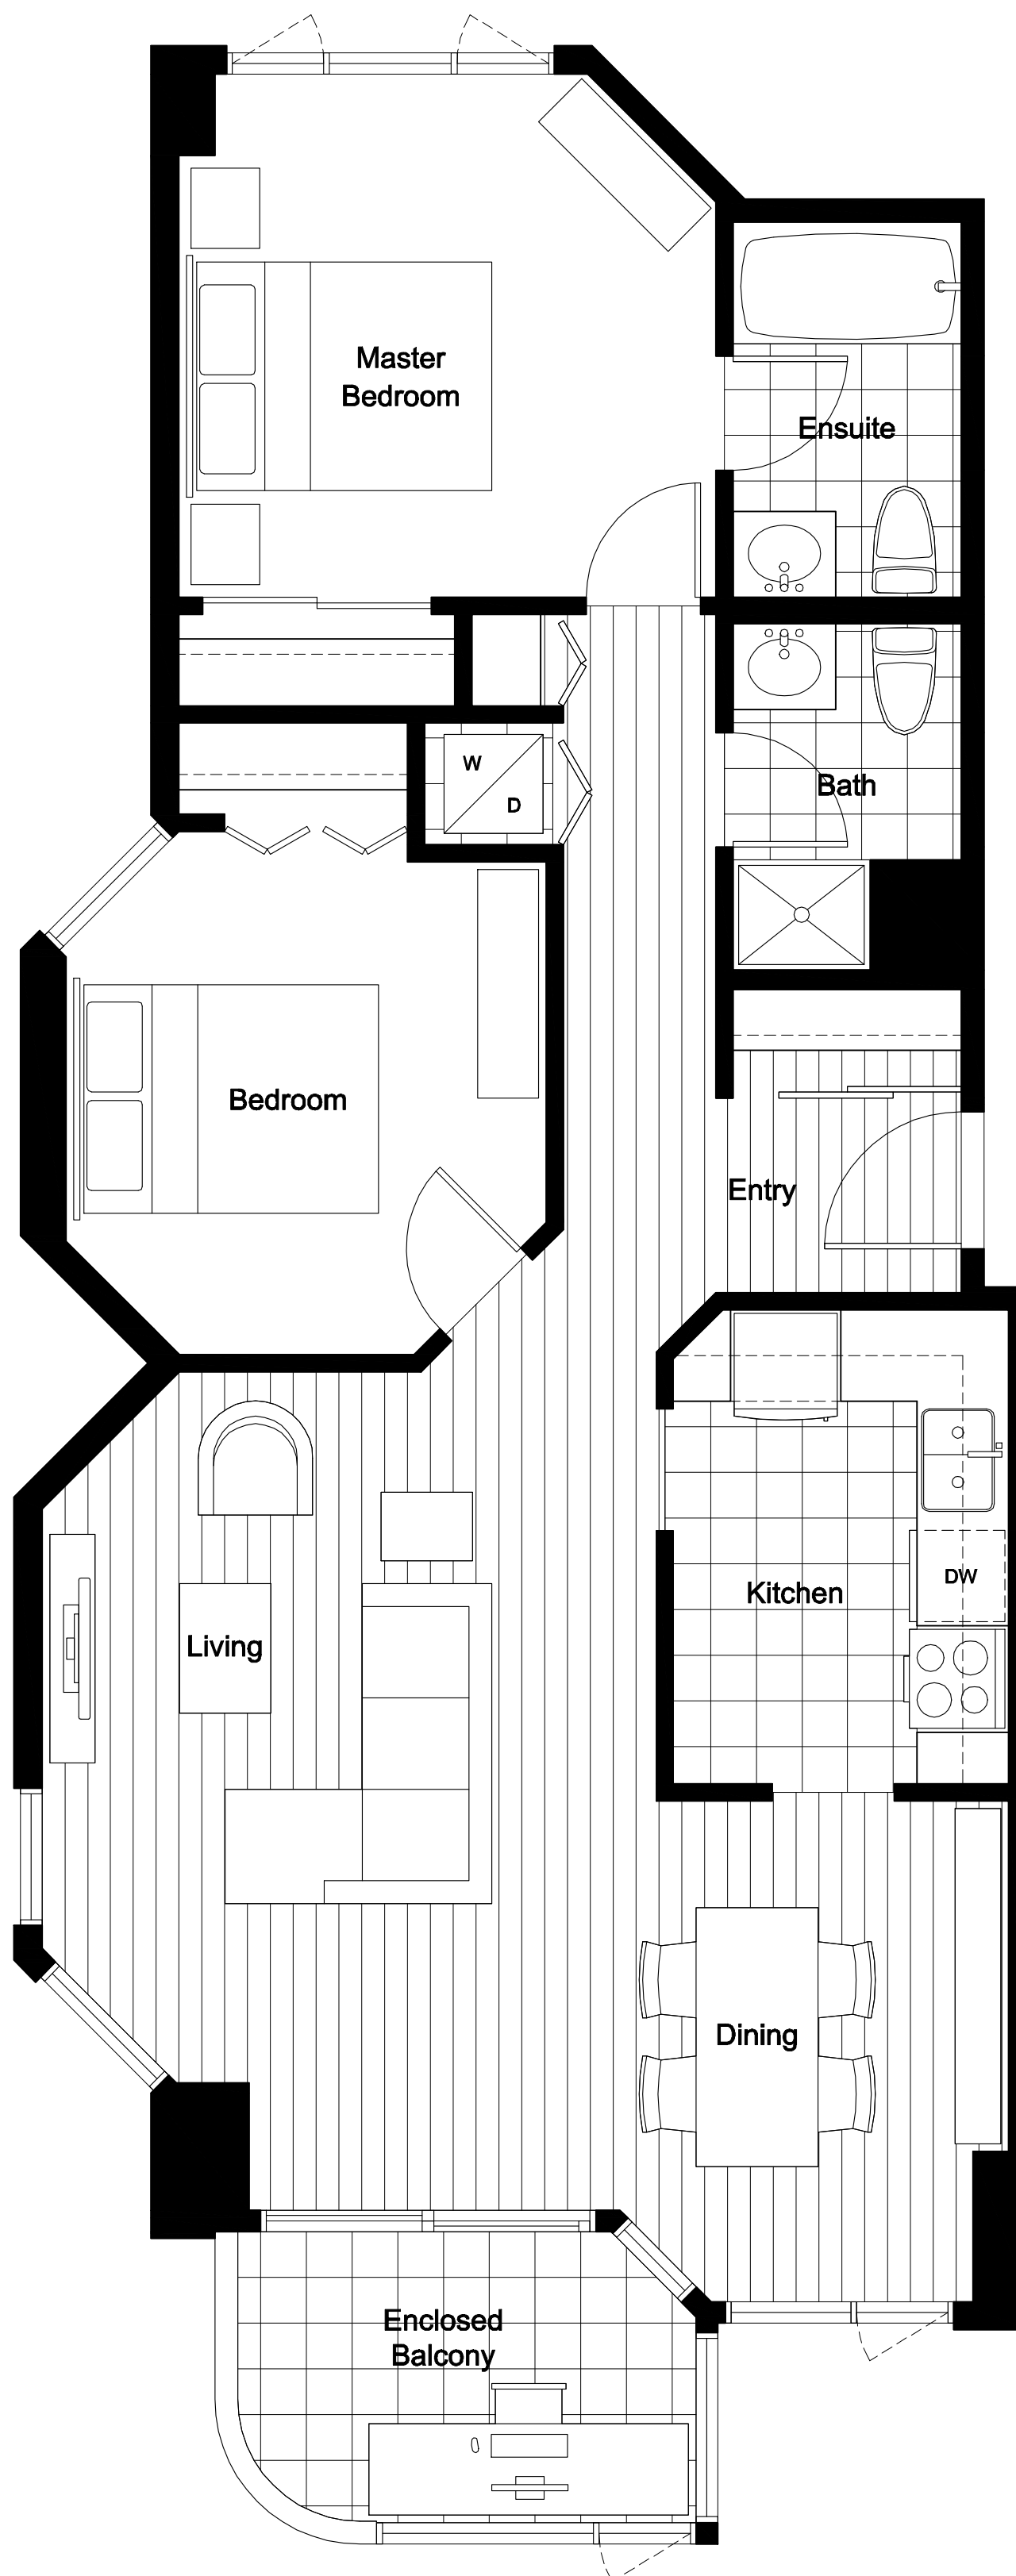 Master
Bedroom
Ensuite
W
D
Bath
Bedroom
Entry
Kitchen
DW
Living
Dining
Enclosed
Balcony